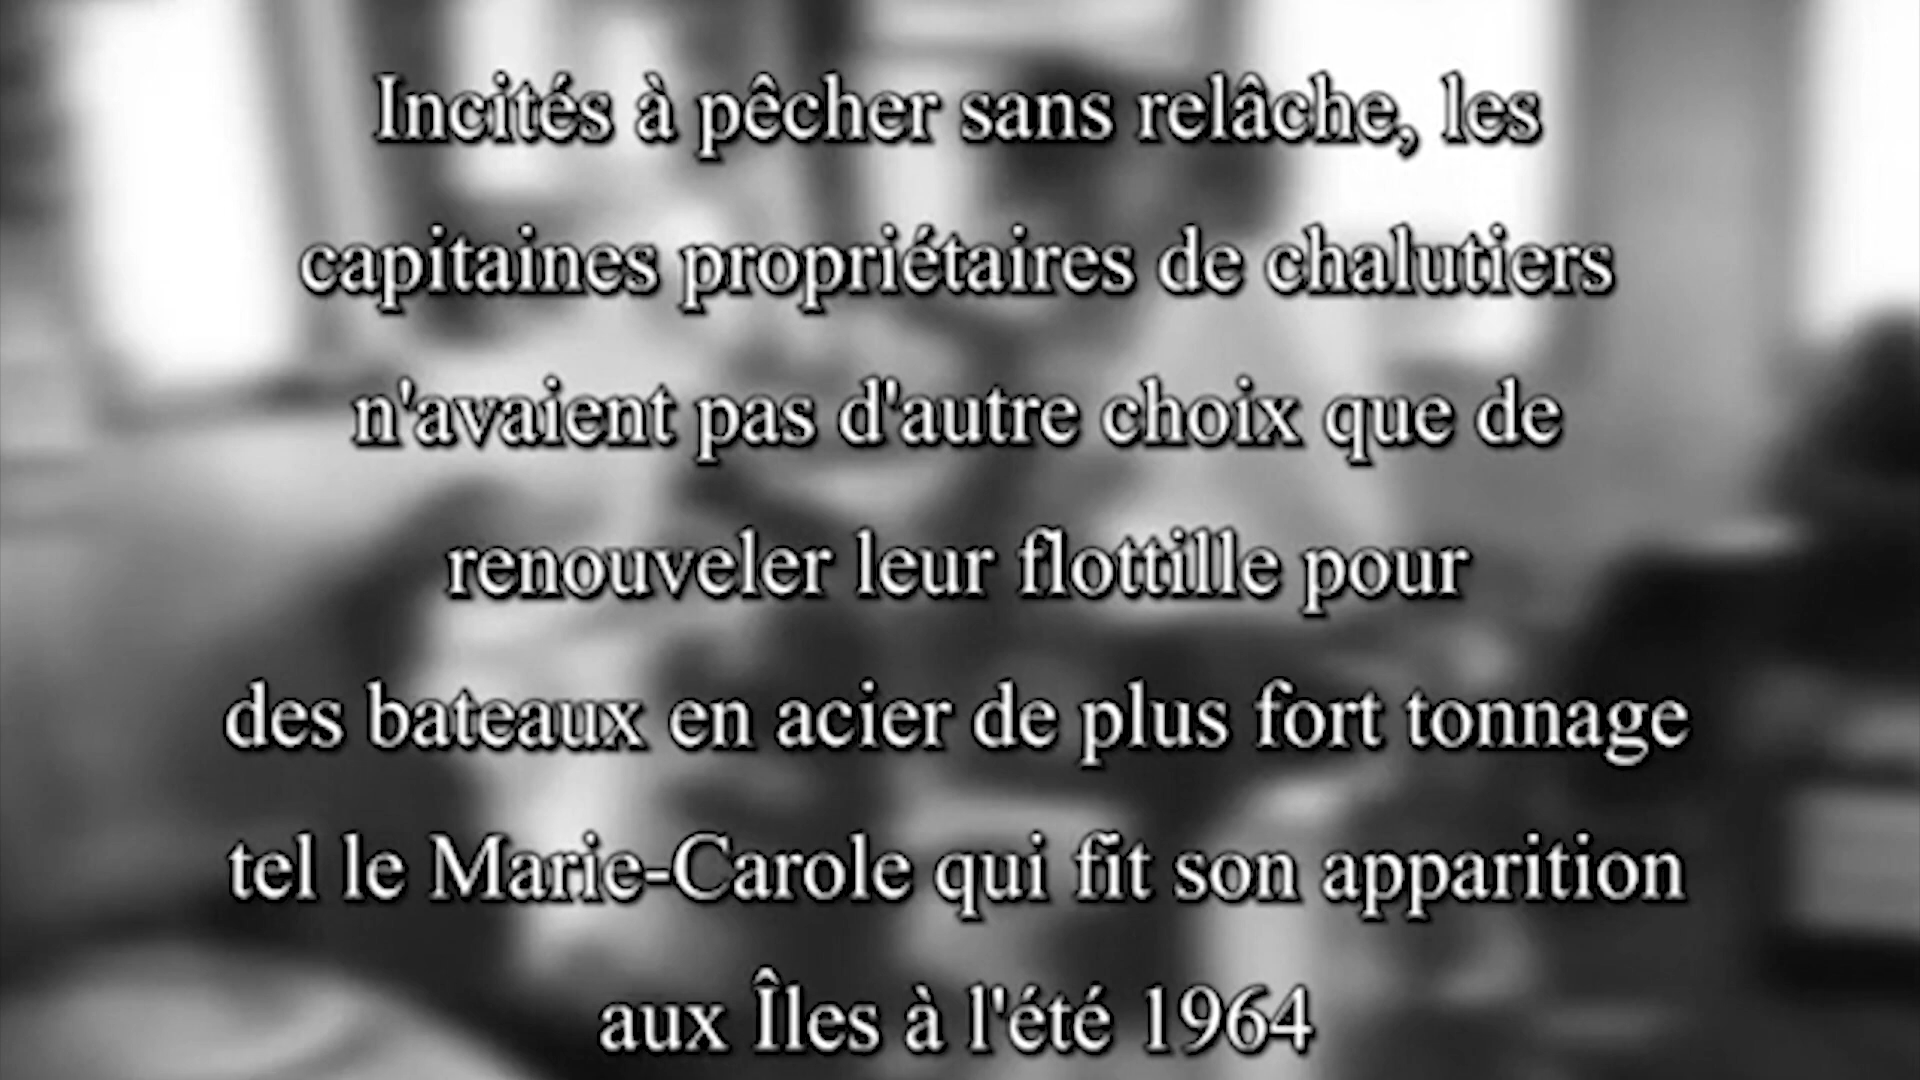 Incités à pêcher sans relâche, les
capitaines propriétaires de chalutiers
n'avaient pas d'autre choix que de
renouveler leur flottille pour
des bateaux en acier de plus fort tonnage
tel le Marie-Carole qui fit son apparition
aux Îles à l'été 1964